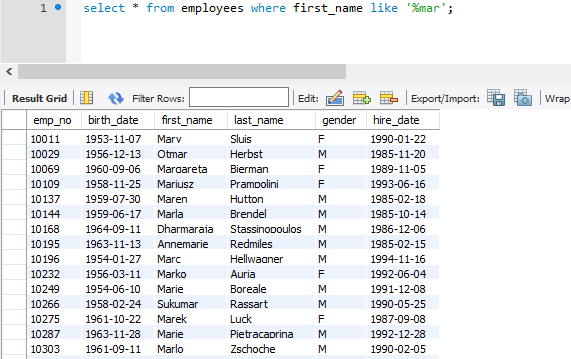 1 select * from employees where first_name like '%mar';
Result Grid Filter Rows: Edit: Export/Import: Wrap
emp_no birth_date first_name last_name gender hire_date
10011 1953-11-07 Mary Sluis F 1990-01-22
10029 1956-12-13 Otmar Herbst M 1985-11-20
10069 1960-09-06 Margareta Bierman F 1989-11-05
10109 1958-11-25 Mariusz Prampolini F 1993-06-16
10137 1959-07-30 Maren Hutton M 1985-02-18
10144 1959-06-17 Marla Brendel M 1985-10-14
10168 1964-09-11 Dharmaraja Stassinopoulos M 1986-12-06
10195 1963-11-13 Annemarie Redmiles M 1985-02-15
10196 1954-01-27 Marc Hellwagner M 1994-11-16
10232 1956-03-11 Marko Auria F 1992-06-04
10249 1954-06-10 Marie Boreale M 1991-12-08
10266 1958-02-24 Sukumar Rassart M 1990-05-25
10275 1961-10-22 Marek Luck F 1987-09-08
10287 1963-11-28 Marie Pietracaprina M 1992-12-28
10303 1961-09-11 Marlo Zschoche M 1990-02-05